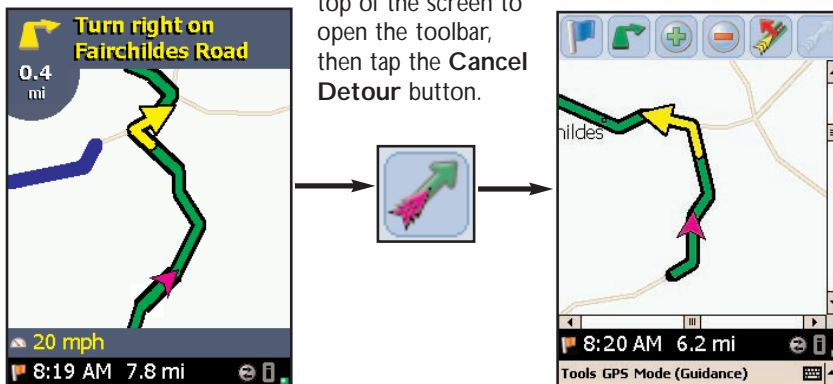 top of the screen to
open the toolbar,
then tap the Cancel
Detour button.
Turn right on
Fairchildes Road
0.4
mi
20 mph
8:19 AM 7.8 mi
hildes
8:20 AM 6.2 mi
Tools GPS Mode (Guidance)